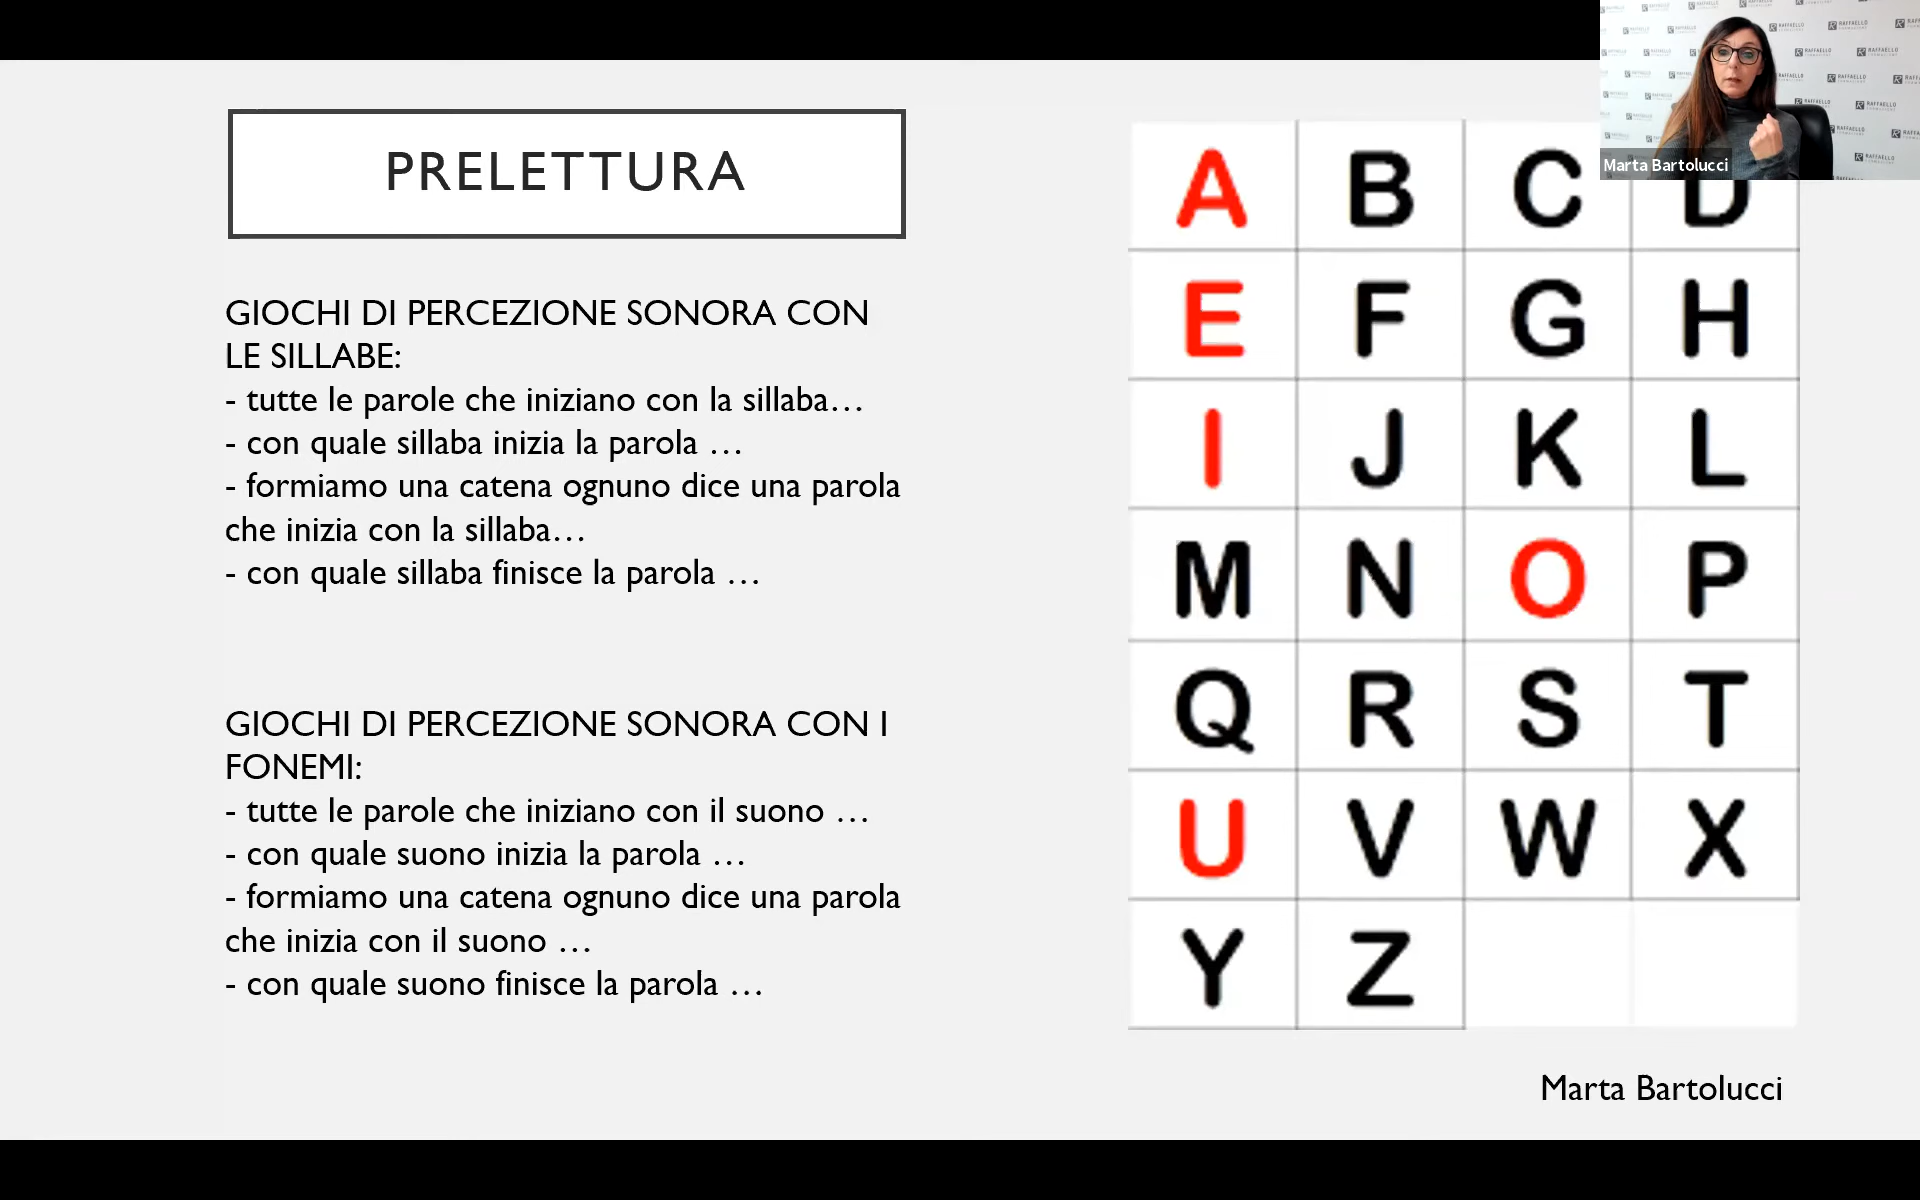 PRELETTURA
GIOCHI DI PERCEZIONE SONORA CON
LE SILLABE:
- tutte le parole che iniziano con la sillaba…
- con quale sillaba inizia la parola …
- formiamo una catena ognuno dice una parola
che inizia con la sillaba…
- con quale sillaba finisce la parola …
GIOCHI DI PERCEZIONE SONORA CON I
FONEMI:
- tutte le parole che iniziano con il suono …
- con quale suono inizia la parola …
- formiamo una catena ognuno dice una parola
che inizia con il suono …
- con quale suono finisce la parola …
A B C D
E F G H
I J K L
M N O P
Q R S T
U V W X
Y Z
Marta Bartolucci
RAFFAELLO
Marta Bartolucci